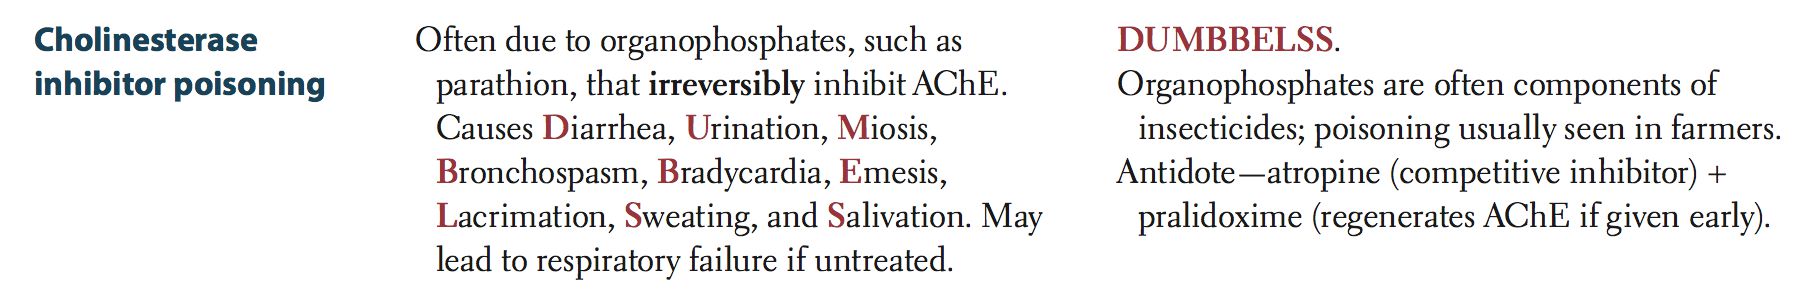 Cholinesterase
inhibitor poisoning
Often due to organophosphates, such as
parathion, that irreversibly inhibit AChE.
Causes Diarrhea, Urination, Miosis,
Bronchospasm, Bradycardia, Emesis,
Lacrimation, Sweating, and Salivation. May
lead to respiratory failure if untreated.
DUMBBELSS.
Organophosphates are often components of
insecticides; poisoning usually seen in farmers.
Antidote—atropine (competitive inhibitor) +
pralidoxime (regenerates AChE if given early).